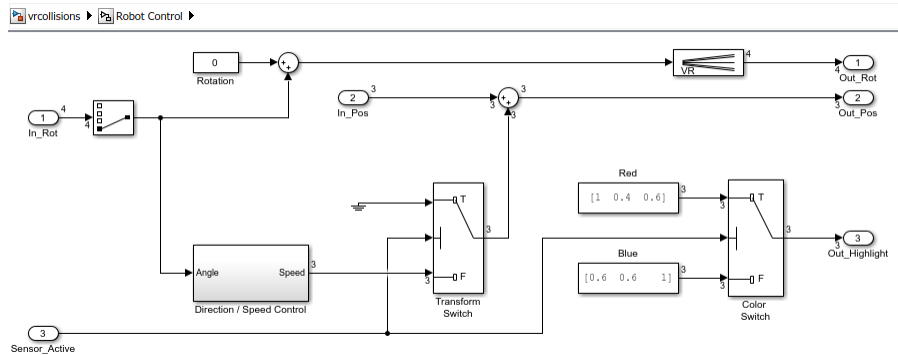 vrcollisions Robot Control
0
Rotation
VR
4
4
1
Out_Rot
2
In_Pos
3
3
3
3
3
2
Out_Pos
1
In_Rot
4
4
Red
[1 0.4 0.6]
3
3
T
T
3
3
3
Out_Highlight
3
Blue
[0.6 0.6 1]
3
3
F
Color
Switch
Angle
Speed
3
3
F
Direction / Speed Control
Transform
Switch
3
Sensor_Active